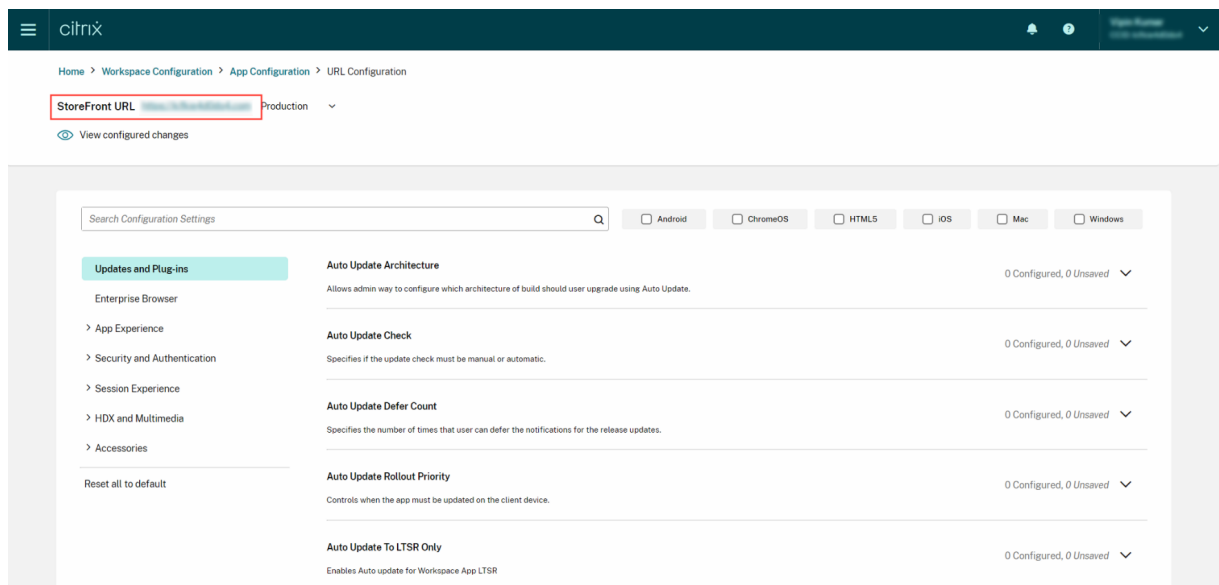 citrix
Home > Workspace Configuration > App Configuration > URL Configuration
StoreFront URL Production
View configured changes
Search Configuration Settings
Android ChromeOS HTML5 iOS Mac Windows
Updates and Plug-ins
Enterprise Browser
App Experience
Security and Authentication
Session Experience
HDX and Multimedia
Accessories
Reset all to default
Auto Update Architecture
0 Configured, 0 Unsaved
Allows admin way to configure which architecture of build should user upgrade using Auto Update.
Auto Update Check
0 Configured, 0 Unsaved
Specifies if the update check must be manual or automatic.
Auto Update Defer Count
0 Configured, 0 Unsaved
Specifies the number of times that user can defer the notifications for the release updates.
Auto Update Rollout Priority
0 Configured, 0 Unsaved
Controls when the app must be updated on the client device.
Auto Update To LTSR Only
0 Configured, 0 Unsaved
Enables Auto update for Workspace App LTSR